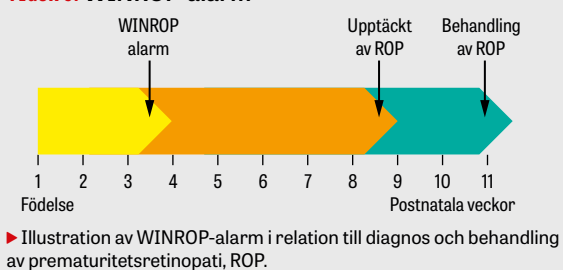 WINROP
alarm
Upptäckt
av ROP
Behandling
av ROP
1 2 3 4 5 6 7 8 9 10 11
Födelse
Postnatala veckor
▶ Illustration av WINROP-alarm i relation till diagnos och behandling
av prematuritetsretinopati, ROP.